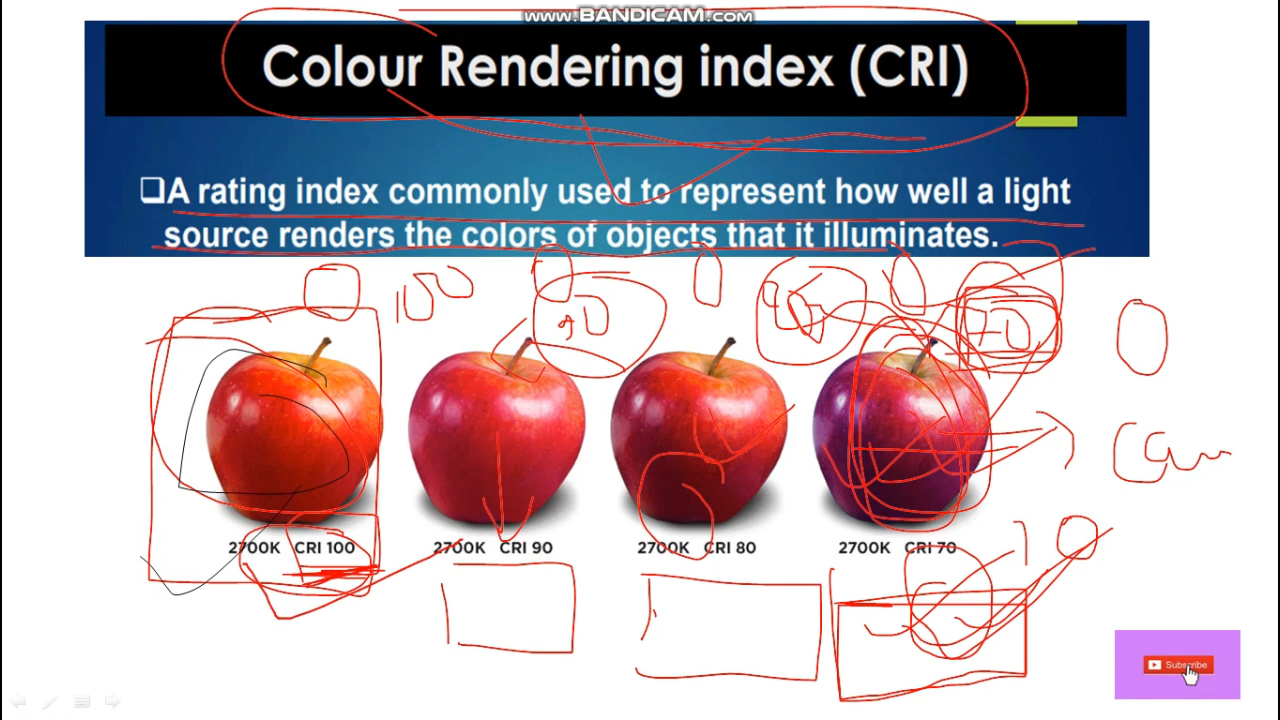 www.BANDICAM.com
Colour Rendering index (CRI)
❑A rating index commonly used to represent how well a light
source renders the colors of objects that it illuminates.
100
90
70
2700K CRI 100
2700K CRI 90
2700K CRI 80
2700K CRI 70
Subscribe